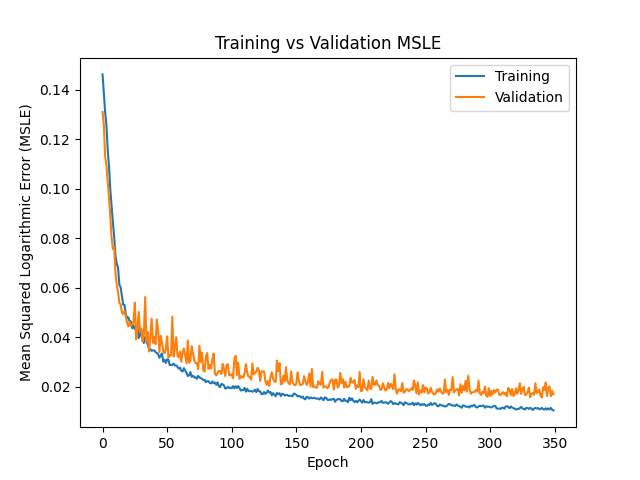 Training vs Validation MSLE
Training
Validation
Mean Squared Logarithmic Error (MSLE)
0.14
0.12
0.10
0.08
0.06
0.04
0.02
0 50 100 150 200 250 300 350
Epoch